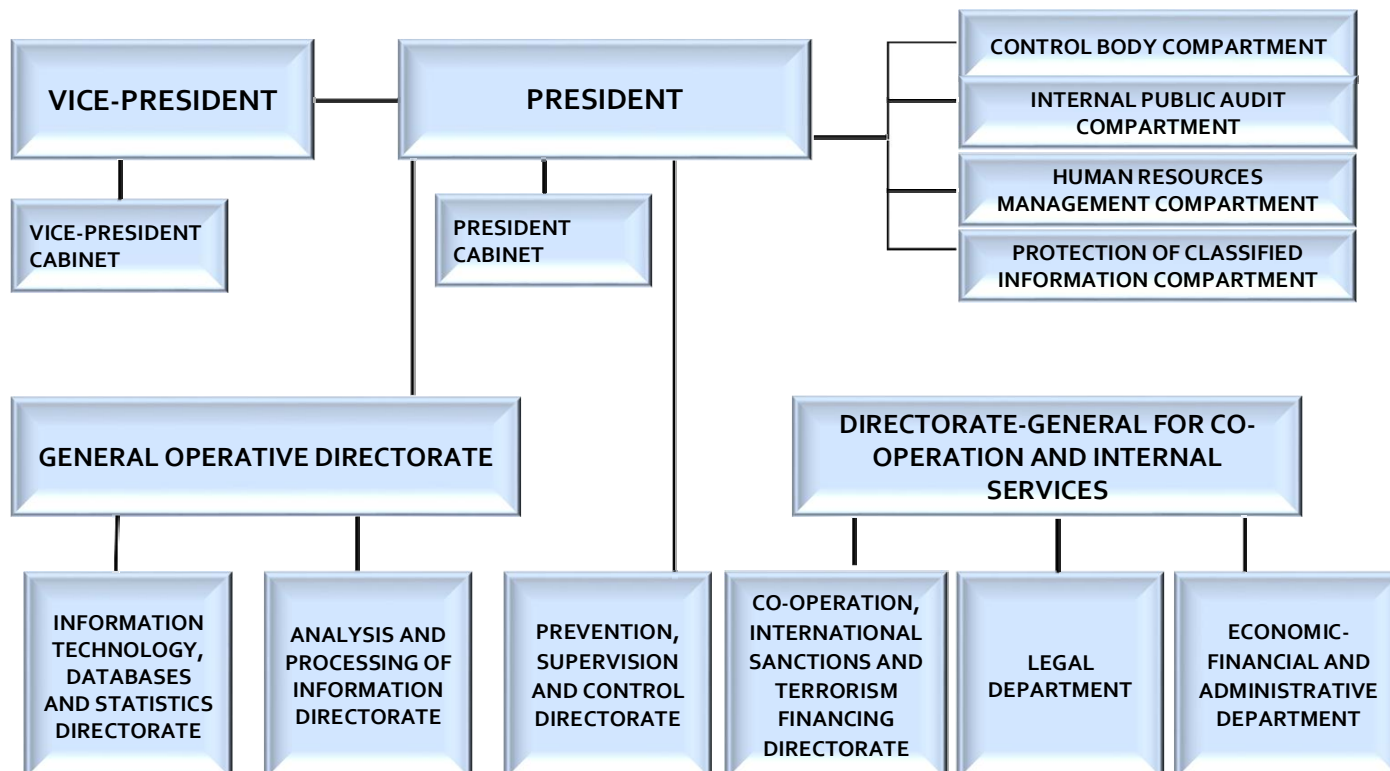 VICE-PRESIDENT
PRESIDENT
CONTROL BODY COMPARTMENT
INTERNAL PUBLIC AUDIT
COMPARTMENT
HUMAN RESOURCES
MANAGEMENT COMPARTMENT
PROTECTION OF CLASSIFIED
INFORMATION COMPARTMENT
VICE-PRESIDENT
CABINET
PRESIDENT
CABINET
GENERAL OPERATIVE DIRECTORATE
DIRECTORATE-GENERAL FOR CO-
OPERATION AND INTERNAL
SERVICES
INFORMATION
TECHNOLOGY,
DATABASES
AND STATISTICS
DIRECTORATE
ANALYSIS AND
PROCESSING OF
INFORMATION
DIRECTORATE
PREVENTION,
SUPERVISION
AND CONTROL
DIRECTORATE
CO-OPERATION,
INTERNATIONAL
SANCTIONS AND
TERRORISM
FINANCING
DIRECTORATE
LEGAL
DEPARTMENT
ECONOMIC-
FINANCIAL AND
ADMINISTRATIVE
DEPARTMENT